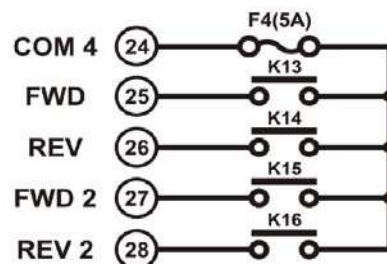 F4(5A)
COM 4 24
K13
FWD 25
K14
REV 26
K15
FWD 2 27
K16
REV 2 28